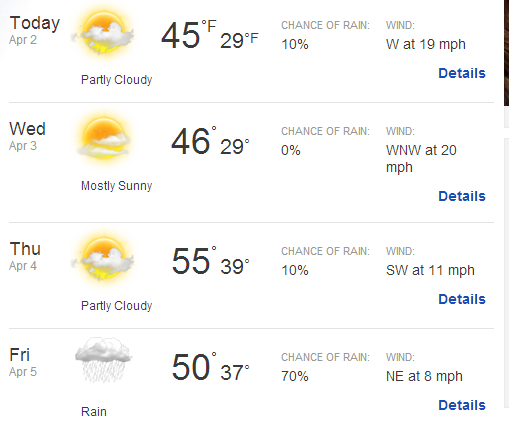 Today
Apr 2
Partly Cloudy
45°F 29°F
CHANCE OF RAIN:
10%
WIND:
W at 19 mph
Details
Wed
Apr 3
Mostly Sunny
46° 29°
CHANCE OF RAIN:
0%
WIND:
WNW at 20
mph
Details
Thu
Apr 4
Partly Cloudy
55° 39°
CHANCE OF RAIN:
10%
WIND:
SW at 11 mph
Details
Fri
Apr 5
Rain
50° 37°
CHANCE OF RAIN:
70%
WIND:
NE at 8 mph
Details